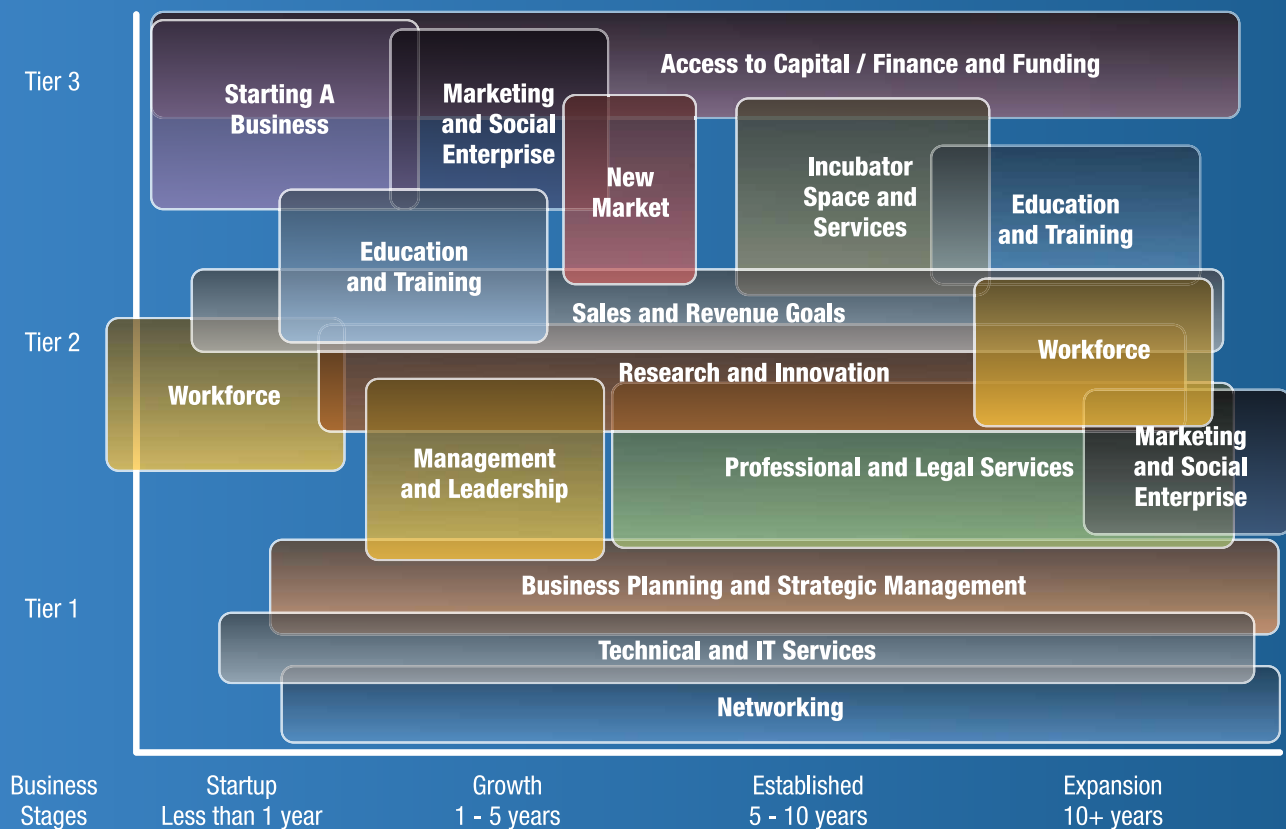 Tier 3
Access to Capital / Finance and Funding
Starting A
Business
Marketing
and Social
Enterprise
New
Market
Incubator
Space and
Services
Education
and Training
Education
and Training
Tier 2
Sales and Revenue Goals
Workforce
Research and Innovation
Workforce
Management
and Leadership
Professional and Legal Services
Marketing
and Social
Enterprise
Tier 1
Business Planning and Strategic Management
Technical and IT Services
Networking
Business
Stages
Startup
Less than 1 year
Growth
1 - 5 years
Established
5 - 10 years
Expansion
10+ years